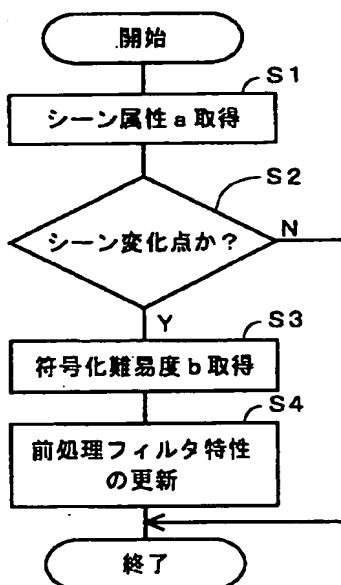 開始
S1
シーン属性a取得
S2
シーン変化点か？
N
Y
S3
符号化難易度b取得
S4
前処理フィルタ特性
の更新
終了